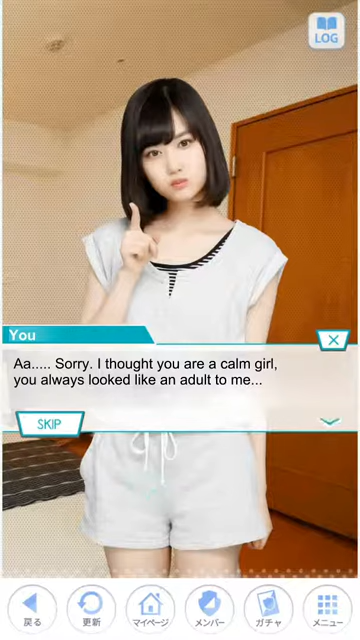 LOG
You
Aa..... Sorry. I thought you are a calm girl,
you always looked like an adult to me...
SKIP
戻る
更新
マイページ
メンバー
ガチャ
メニュー